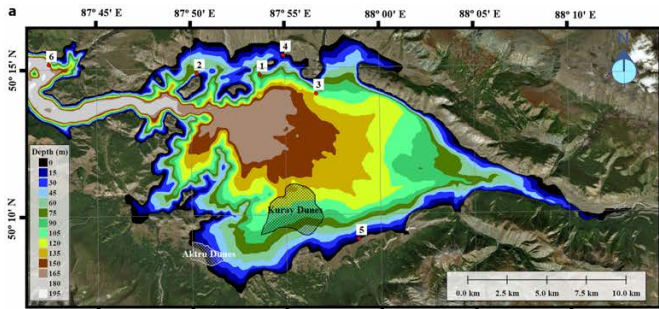 a
87° 45' E 87° 50' E 87° 55' E 88° 00' E 88° 05' E 88° 10' E
N
50° 15' N
50° 10' N
6
2
1
4
3
5
Kuray Dunes
Aktru Dunes
Depth (m)
0
15
30
45
60
75
90
105
120
135
150
165
180
195
0.0 km 2.5 km 5.0 km 7.5 km 10.0 km